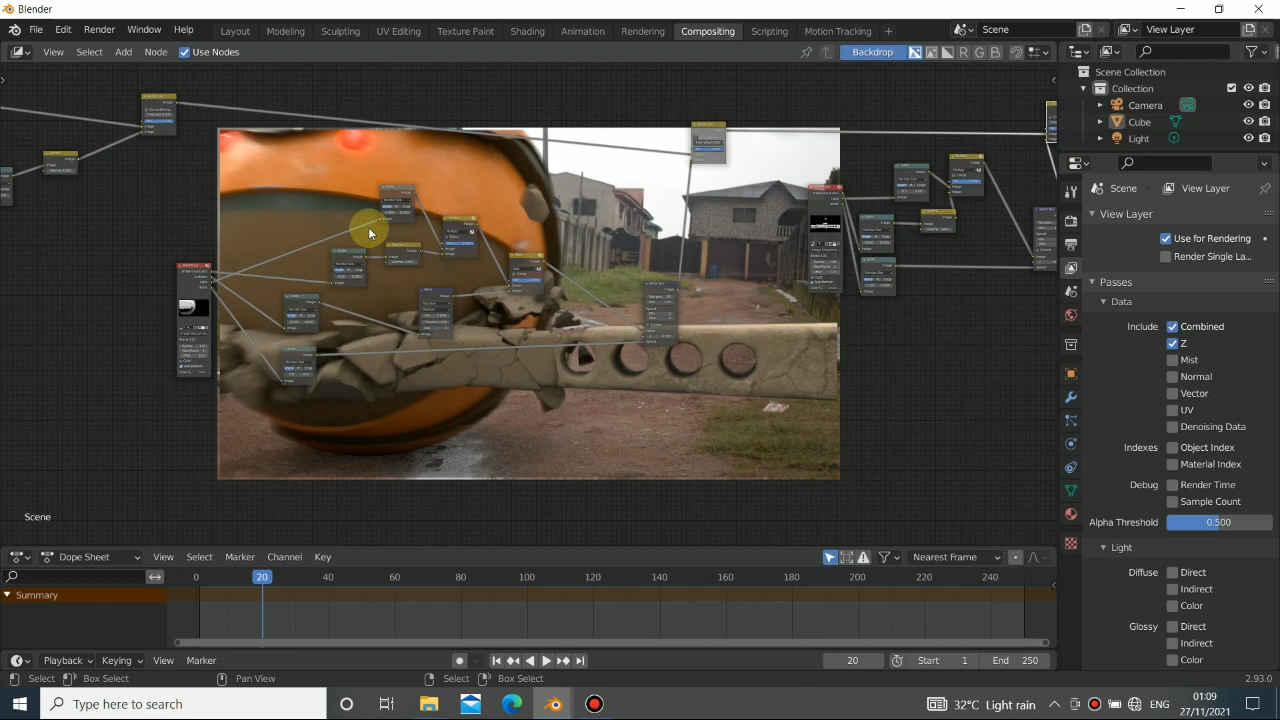 Blender
File Edit Render Window Help Layout Modeling Sculpting UV Editing Texture Paint Shading Animation Rendering Compositing Scripting Motion Tracking + Scene View Layer
View Select Add Node Use Nodes Backdrop R G B
Scene Collection
Collection
Camera
Cube
Light
Scene View Layer
View Layer
Use for Rendering
Render Single La...
Passes
Data
Include Combined
Z
Mist
Normal
Vector
UV
Denoising Data
Indexes Object Index
Material Index
Debug Render Time
Sample Count
Alpha Threshold 0.500
Light
Diffuse Direct
Indirect
Color
Glossy Direct
Indirect
Color
Scene
Dope Sheet View Select Marker Channel Key Nearest Frame
0 20 40 60 80 100 120 140 160 180 200 220 240
Summary
Playback Keying View Marker 20 Start 1 End 250
Select Box Select Pan View Select Box Select 2.93.0
Type here to search 32°C Light rain ENG 01:09 27/11/2021